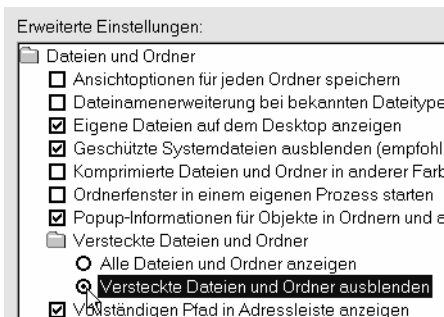 Erweiterte Einstellungen:
Dateien und Ordner
Ansichtoptionen für jeden Ordner speichern
Dateinamenerweiterung bei bekannten Dateitype
Eigene Dateien auf dem Desktop anzeigen
Geschützte Systemdateien ausblenden (empfohl
Komprimierte Dateien und Ordner in anderer Farb
Ordnerfenster in einem eigenen Prozess starten
Popup-Informationen für Objekte in Ordnern und a
Versteckte Dateien und Ordner
Alle Dateien und Ordner anzeigen
Versteckte Dateien und Ordner ausblenden
Vollständigen Pfad in Adressleiste anzeigen